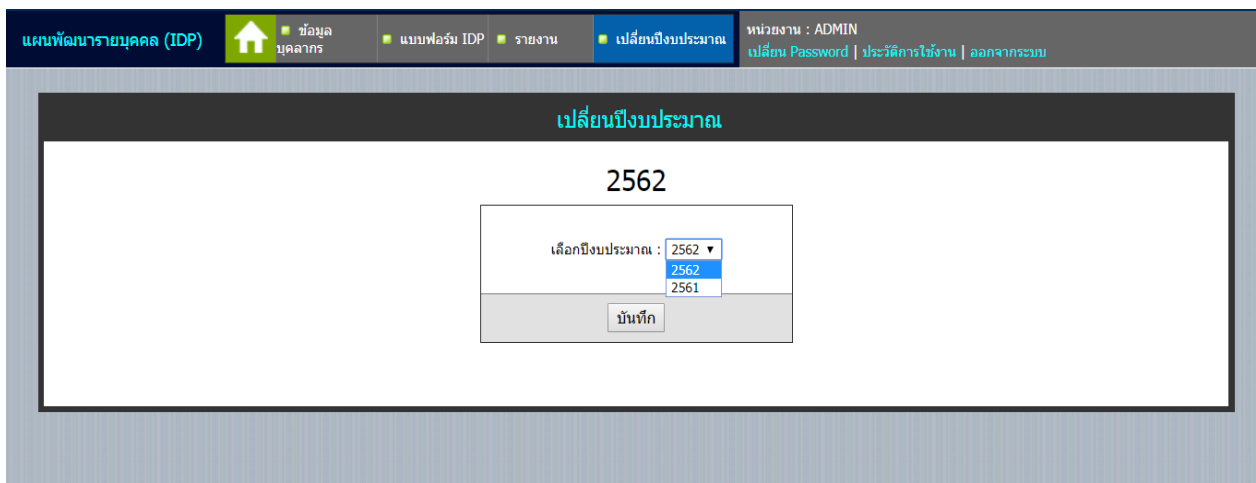 แผนพัฒนารายบุคคล (IDP)
ข้อมูล
บุคลากร
แบบฟอร์ม IDP
รายงาน
เปลี่ยนปีงบประมาณ
หน่วยงาน : ADMIN
เปลี่ยน Password | ประวัติการใช้งาน | ออกจากระบบ
เปลี่ยนปีงบประมาณ
2562
เลือกปีงบประมาณ : 2562
2562
2561
บันทึก